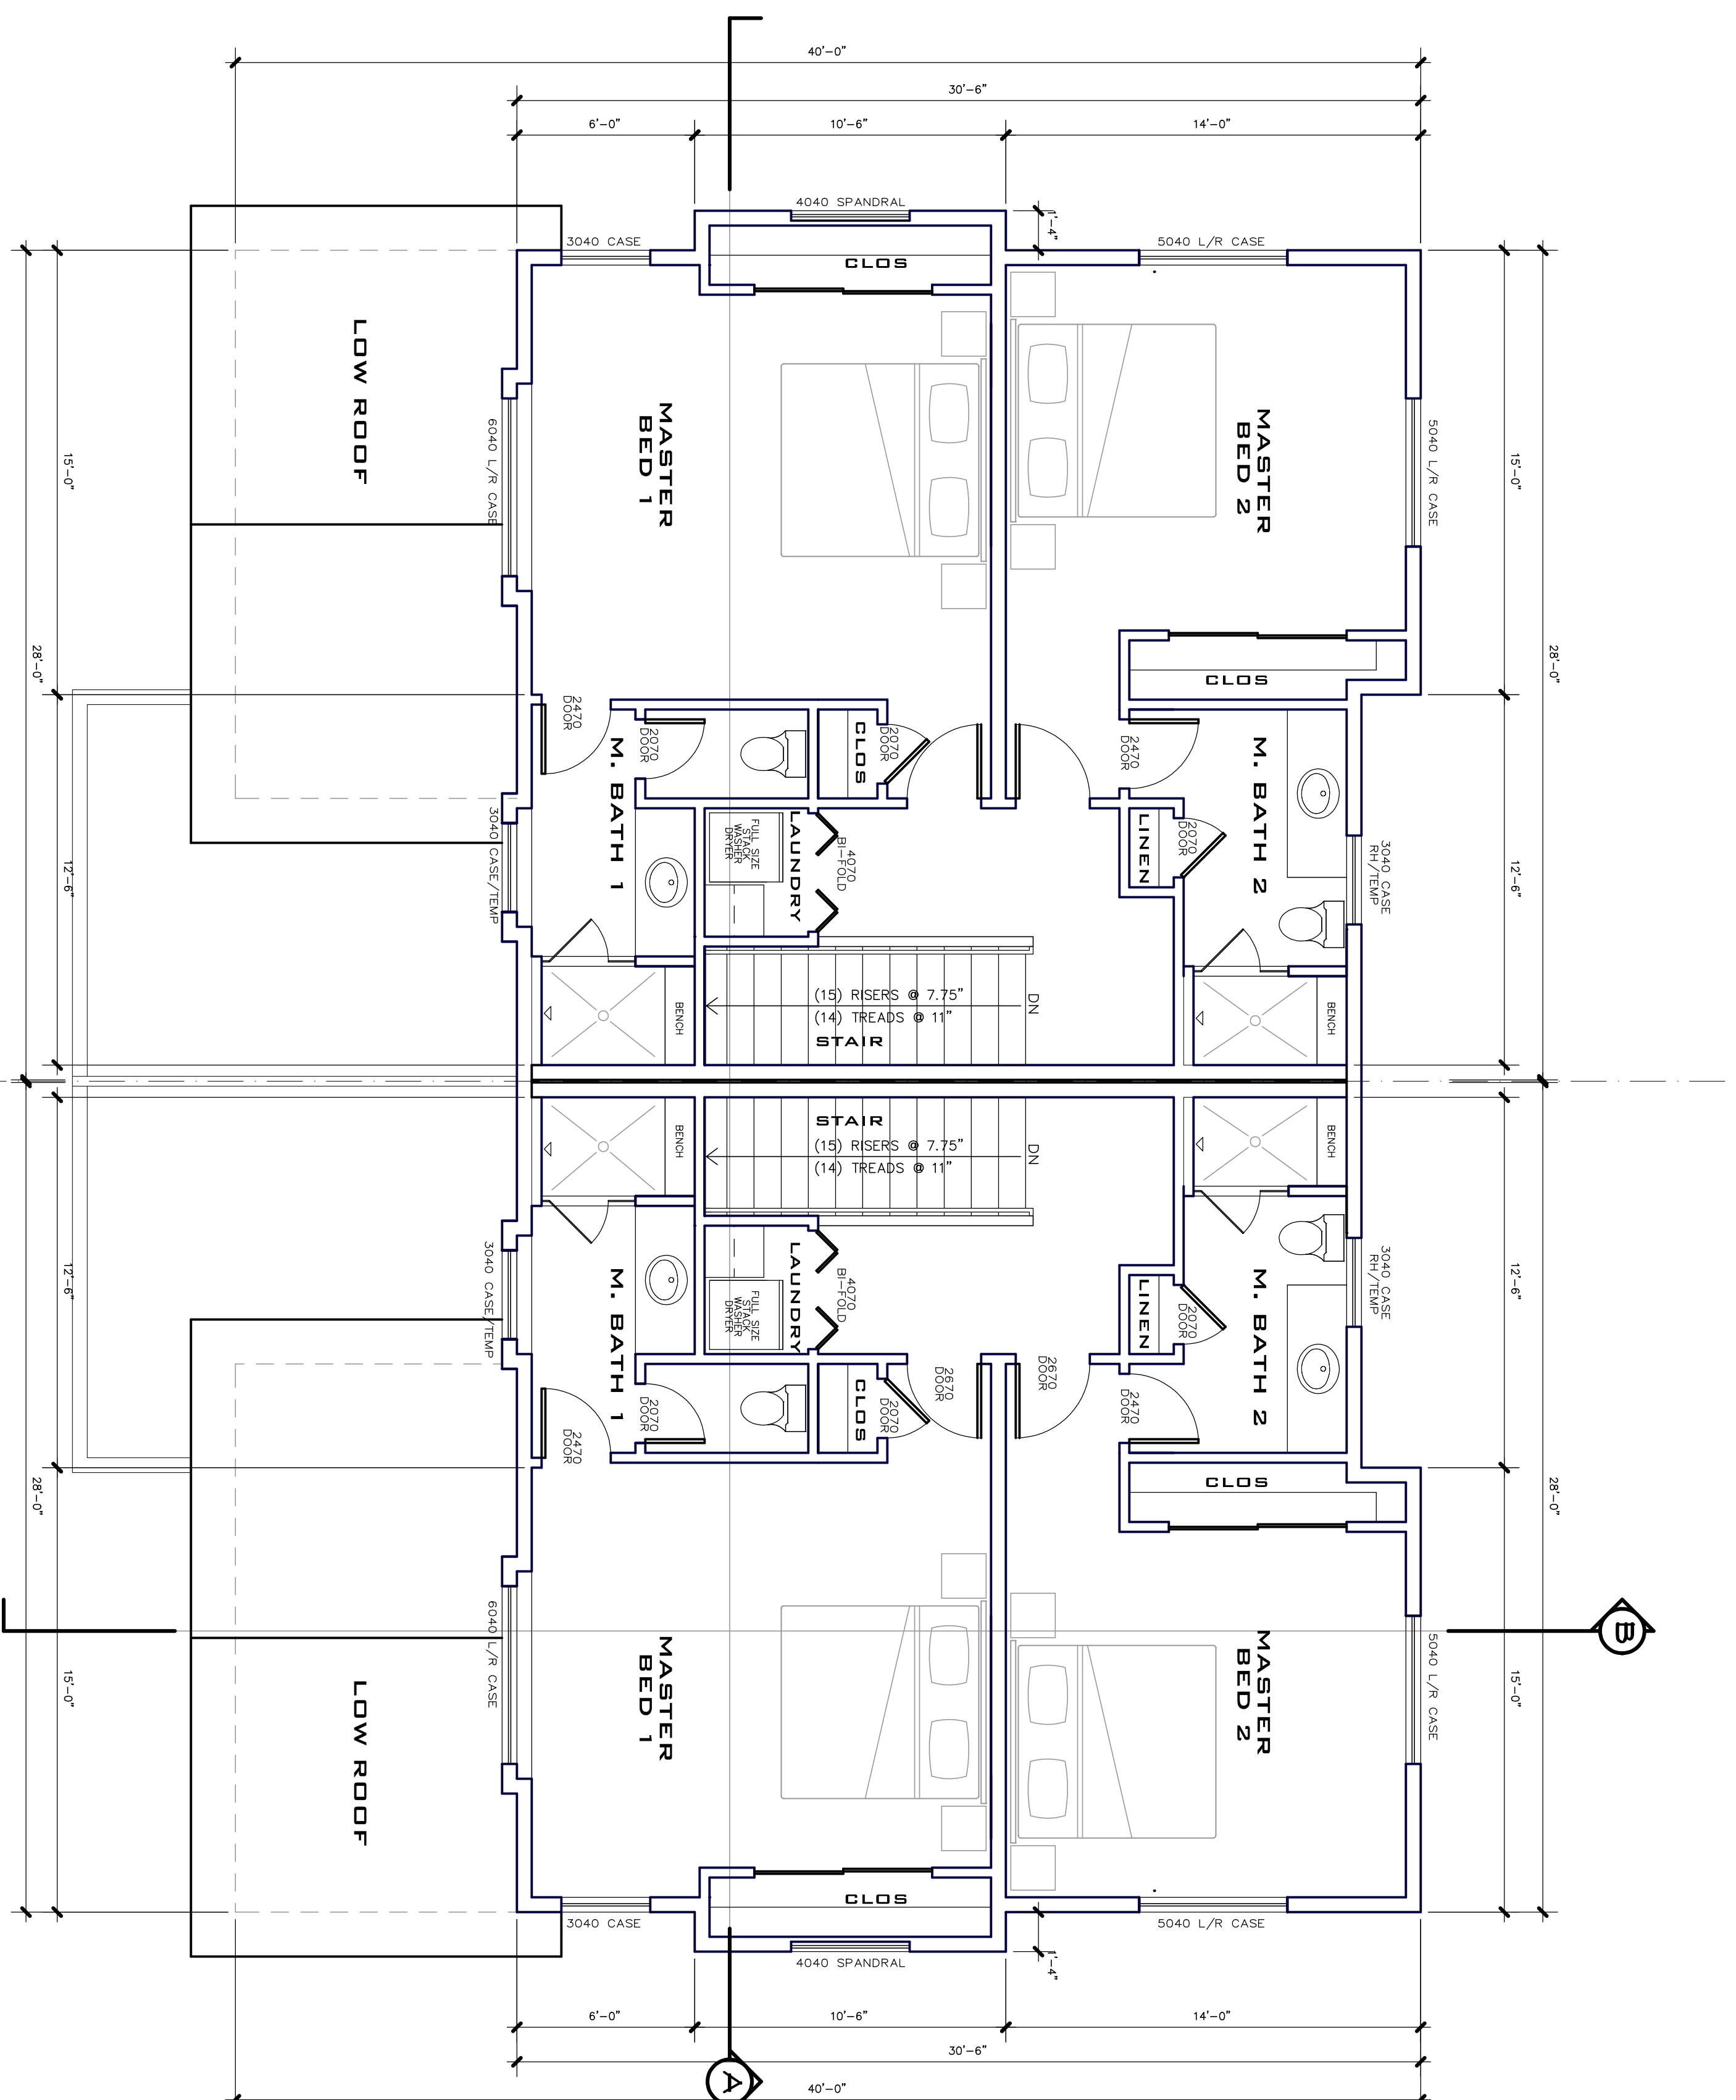 40'-0"
30'-6"
6'-0"
10'-6"
14'-0"
4040 SPANDRAL
1'-4"
3040 CASE
5040 L/R CASE
CLOS
LOW ROOF
MASTER
BED 1
MASTER
BED 2
6040 L/R CASE
5040 L/R CASE
15'-0"
15'-0"
28'-0"
28'-0"
CLOS
2470
DOOR
2070
DOOR
CLOS
2070
DOOR
2470
DOOR
M. BATH 1
M. BATH 2
3040 CASE/TEMP
FULL SIZE
STACK
WASHER
DRYER
LAUNDRY
4070
BI-FOLD
LINEN
2070
DOOR
3040 CASE
RH/TEMP
12'-6"
12'-6"
BENCH
(15) RISERS @ 7.75"
(14) TREADS @ 11"
STAIR
DN
BENCH
BENCH
STAIR
(15) RISERS @ 7.75"
(14) TREADS @ 11"
DN
BENCH
12'-6"
12'-6"
3040 CASE/TEMP
FULL SIZE
STACK
WASHER
DRYER
LAUNDRY
4070
BI-FOLD
LINEN
2070
DOOR
3040 CASE
RH/TEMP
M. BATH 1
M. BATH 2
2470
DOOR
2070
DOOR
CLOS
2070
DOOR
2670
DOOR
2670
DOOR
2470
DOOR
CLOS
28'-0"
28'-0"
15'-0"
15'-0"
6040 L/R CASE
5040 L/R CASE
B
LOW ROOF
MASTER
BED 1
MASTER
BED 2
CLOS
3040 CASE
5040 L/R CASE
4040 SPANDRAL
1'-4"
6'-0"
10'-6"
14'-0"
30'-6"
A
40'-0"